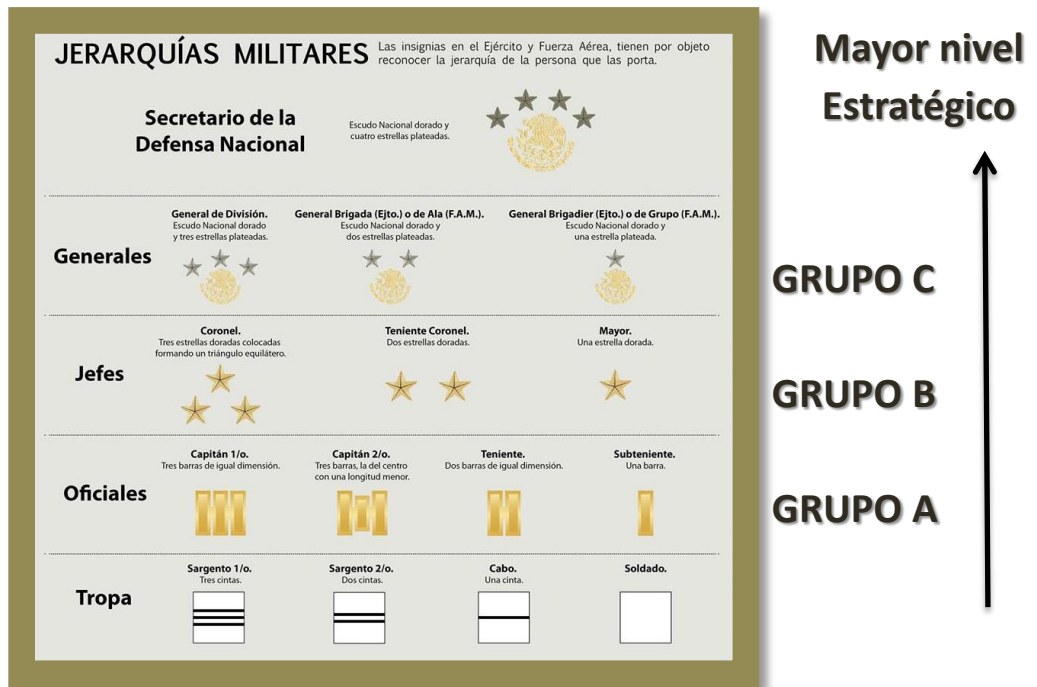 JERARQUÍAS MILITARES
Las insignias en el Ejército y Fuerza Aérea, tienen por objeto
reconocer la jerarquía de la persona que las porta.
Mayor nivel
Estratégico
Secretario de la
Defensa Nacional
Escudo Nacional dorado y
cuatro estrellas plateadas.
Generales
General de División.
Escudo Nacional dorado
y tres estrellas plateadas.
General Brigada (Ejto.) o de Ala (F.A.M.).
Escudo Nacional dorado y
dos estrellas plateadas.
General Brigadier (Ejto.) o de Grupo (F.A.M.).
Escudo Nacional dorado y
una estrella plateada.
GRUPO C
Jefes
Coronel.
Tres estrellas doradas colocadas
formando un triángulo equilátero.
Teniente Coronel.
Dos estrellas doradas.
Mayor.
Una estrella dorada.
GRUPO B
Oficiales
Capitán 1/o.
Tres barras de igual dimensión.
Capitán 2/o.
Tres barras, la del centro
con una longitud menor.
Teniente.
Dos barras de igual dimensión.
Subteniente.
Una barra.
GRUPO A
Tropa
Sargento 1/o.
Tres cintas.
Sargento 2/o.
Dos cintas.
Cabo.
Una cinta.
Soldado.